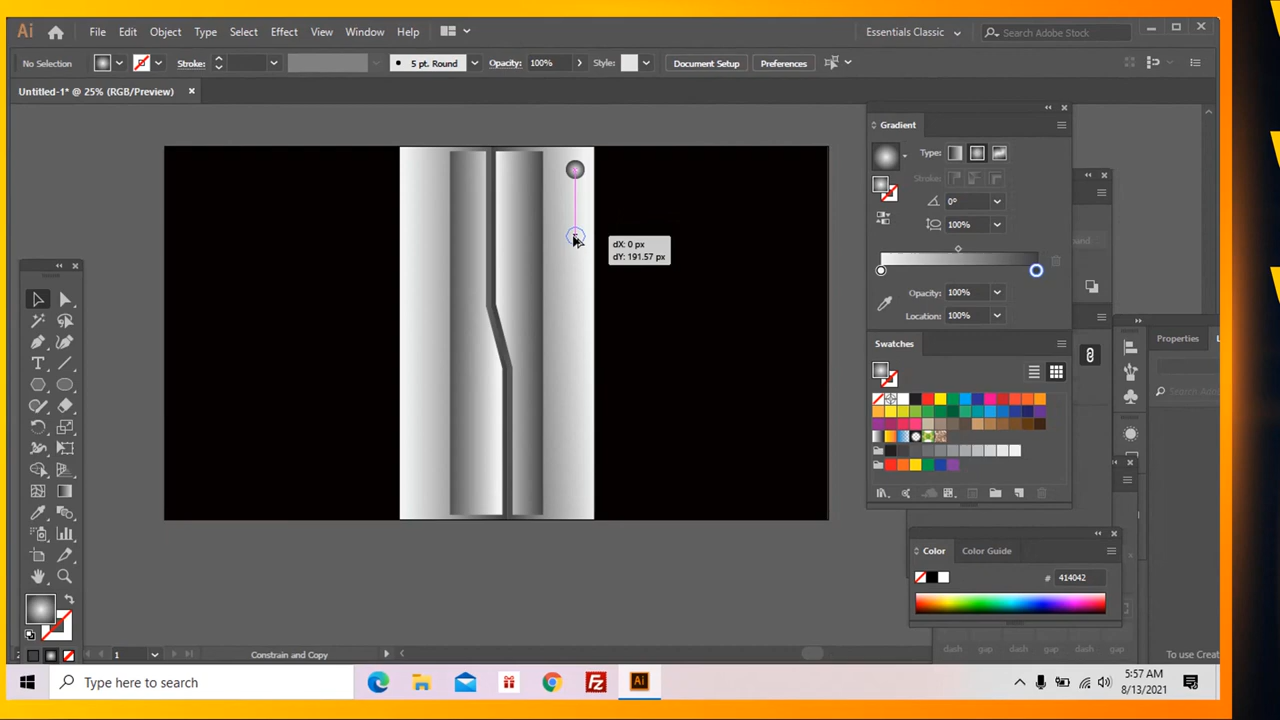 Ai File Edit Object Type Select Effect View Window Help Essentials Classic Search Adobe Stock
No Selection Stroke: 5 pt. Round Opacity: 100% Style: Document Setup Preferences
Untitled-1* @ 25% (RGB/Preview)
Gradient
Type:
Stroke:
0°
100%
dX: 0 px
dY: 191.57 px
Opacity: 100%
Location: 100%
Properties
Swatches
Color Color Guide
# 414042
dash gap dash gap
1 Constrain and Copy
To use Creat
Type here to search
Fz
Ai
5:57 AM
8/13/2021